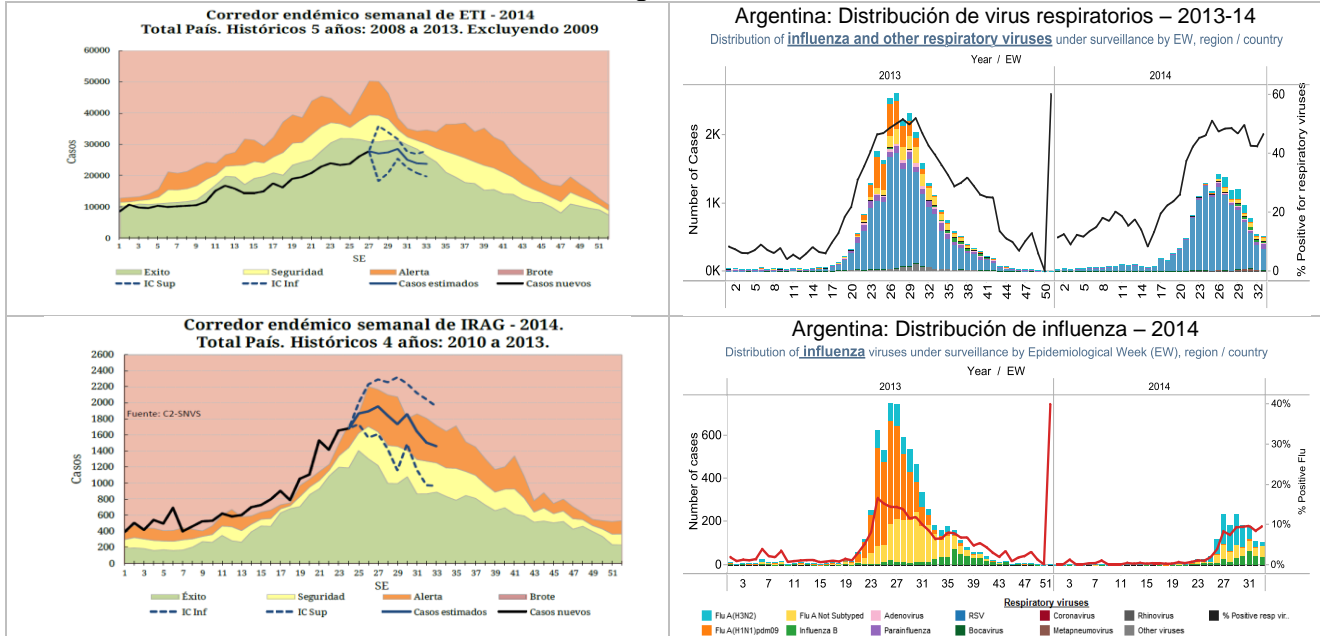 Corredor endémico semanal de ETI - 2014
Total País. Históricos 5 años: 2008 a 2013. Excluyendo 2009
60000
50000
40000
30000
20000
10000
0
Casos
1 3 5 7 9 11 13 15 17 19 21 23 25 27 29 31 33 35 37 39 41 43 45 47 49 51
SE
Exito Seguridad Alerta Brote
IC Sup IC Inf Casos estimados Casos nuevos
Argentina: Distribución de virus respiratorios – 2013-14
Distribution of influenza and other respiratory viruses under surveillance by EW, region / country
Year / EW
2013 2014
2K
1K
0K
Number of Cases
60
40
20
0
% Positive for respiratory viruses
2 5 8 11 14 17 20 23 26 29 32 35 38 41 44 47 50 2 5 8 11 14 17 20 23 26 29 32
Corredor endémico semanal de IRAG - 2014.
Total País. Históricos 4 años: 2010 a 2013.
2600
2400
2200
2000
1800
1600
1400
1200
1000
800
600
400
200
0
Casos
Fuente: C2-SNVS
1 3 5 7 9 11 13 15 17 19 21 23 25 27 29 31 33 35 37 39 41 43 45 47 49 51
SE
Éxito Seguridad Alerta Brote
IC Inf IC Sup Casos estimados Casos nuevos
Argentina: Distribución de influenza – 2014
Distribution of influenza viruses under surveillance by Epidemiological Week (EW), region / country
Year / EW
2013 2014
600
400
200
0
Number of cases
40%
30%
20%
10%
0%
% Positive Flu
3 7 11 15 19 23 27 31 35 39 43 47 51 3 7 11 15 19 23 27 31
Respiratory viruses
Flu A(H3N2) Flu A Not Subtyped Adenovirus RSV Coronavirus Rhinovirus % Positive resp vir..
Flu A(H1N1)pdm09 Influenza B Parainfluenza Bocavirus Metapneumovirus Other viruses